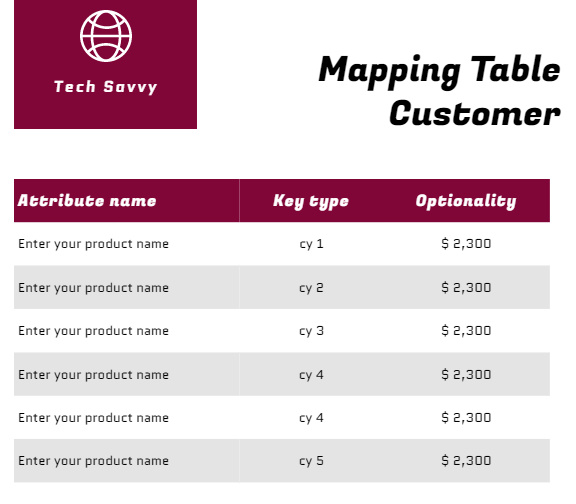 Tech Savvy
Mapping Table
Customer
Attribute name Key type Optionality
Enter your product name cy 1 $ 2,300
Enter your product name cy 2 $ 2,300
Enter your product name cy 3 $ 2,300
Enter your product name cy 4 $ 2,300
Enter your product name cy 4 $ 2,300
Enter your product name cy 5 $ 2,300